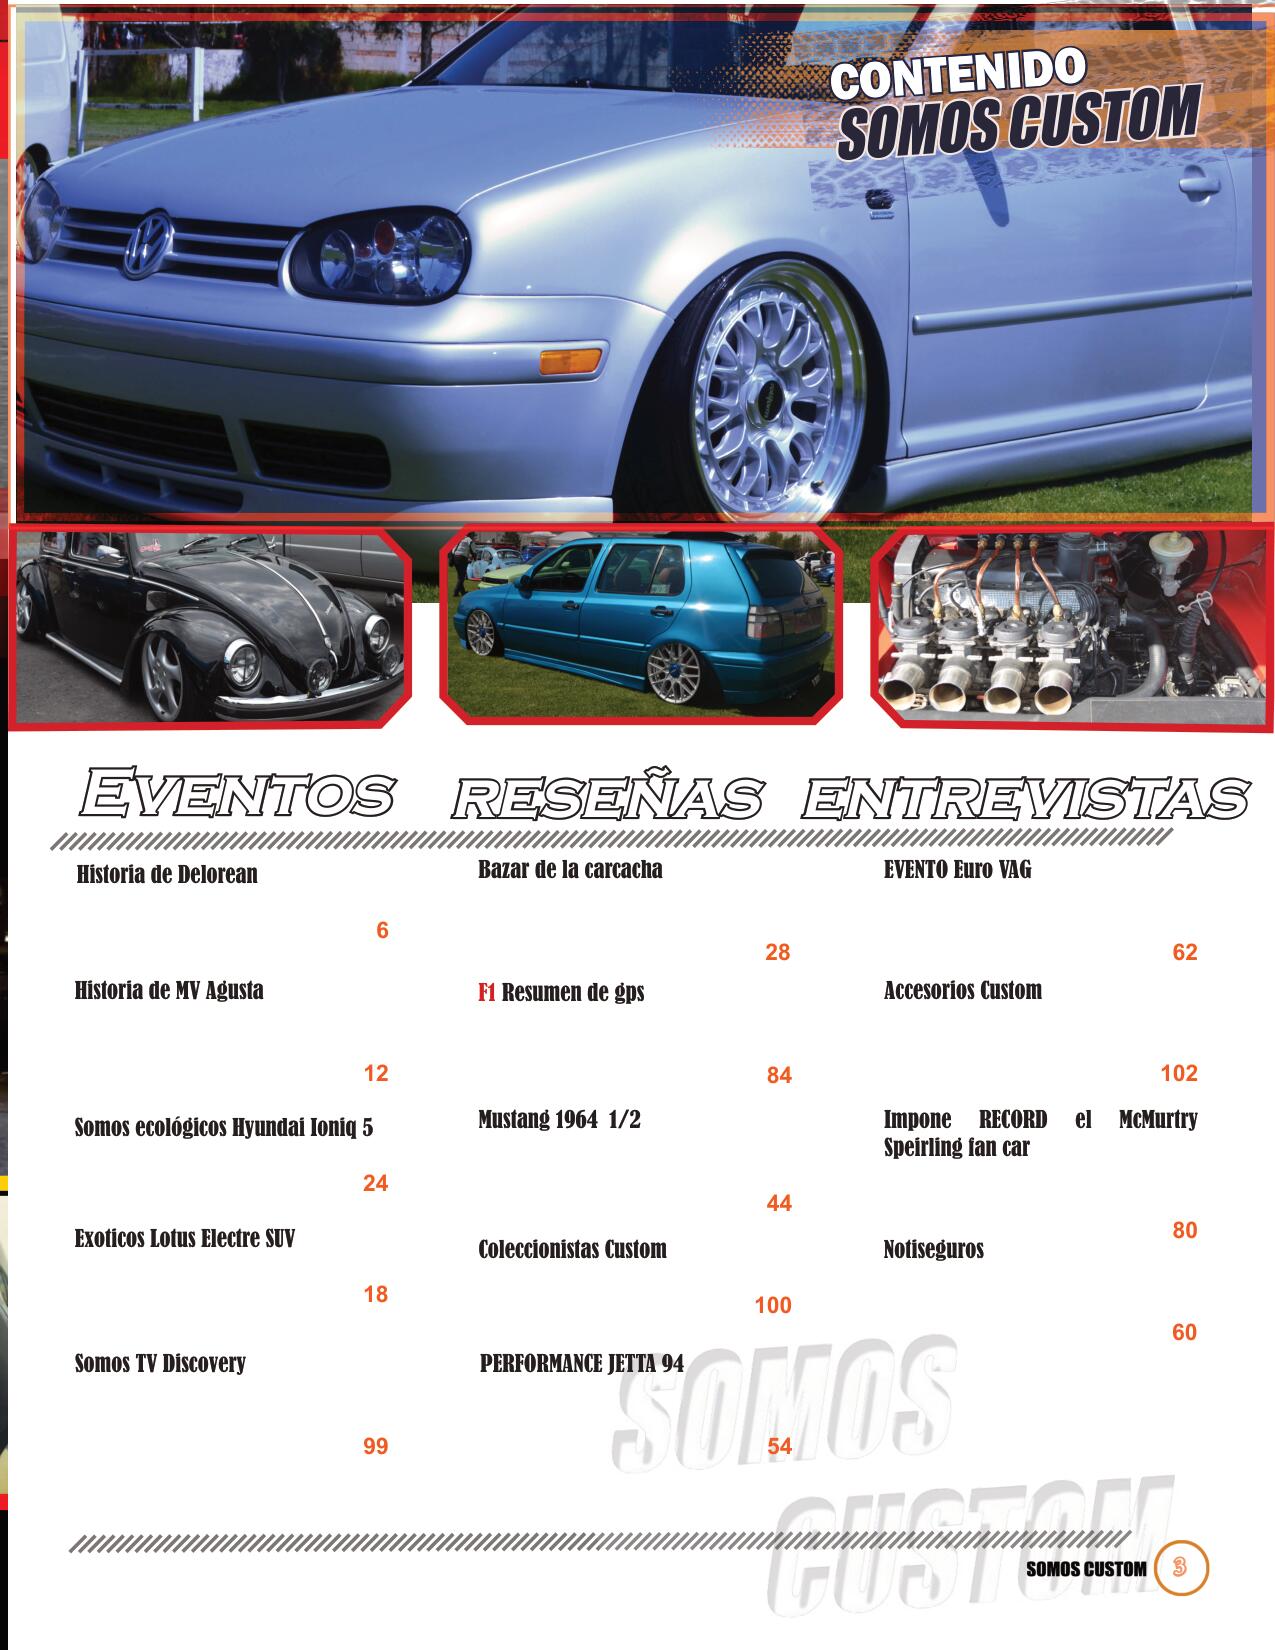 CONTENIDO
SOMOS CUSTOM
EVENTOS
Historia de Delorean
6
Historia de MV Agusta
12
Somos ecológicos Hyundai Ioniq 5
24
Exoticos Lotus Electre SUV
18
Somos TV Discovery
99
RESEÑAS
Bazar de la carcacha
28
F1 Resumen de gps
84
Mustang 1964 1/2
44
Coleccionistas Custom
100
PERFORMANCE JETTA 94
54
ENTREVISTAS
EVENTO Euro VAG
62
Accesorios Custom
102
Impone RECORD el McMurtry
Speirling fan car
80
Notiseguros
60
SOMOS
CUSTOM
SOMOS CUSTOM 3